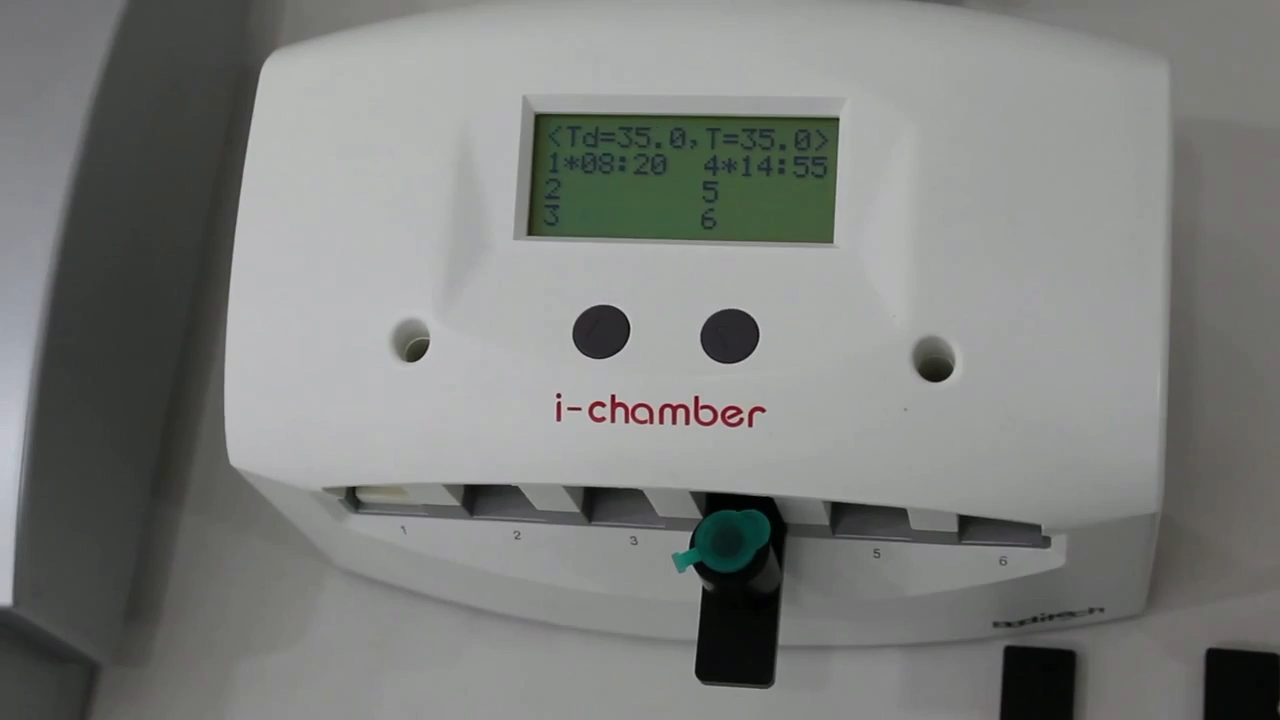 <Td=35.0,T=35.0>
1*08:20 4*14:55
2 5
3 6
i-chamber
1 2 3 5 6
boditech